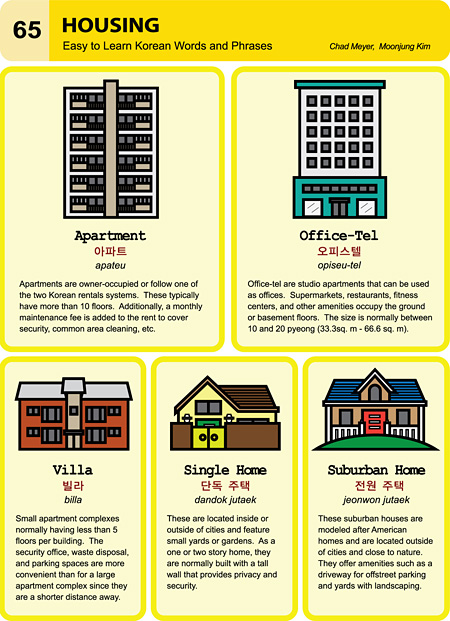 65
HOUSING
Easy to Learn Korean Words and Phrases
Chad Meyer, Moonjung Kim
Apartment
아파트
apateu
Apartments are owner-occupied or follow one of
the two Korean rentals systems. These typically
have more than 10 floors. Additionally, a monthly
maintenance fee is added to the rent to cover
security, common area cleaning, etc.
Office-Tel
오피스텔
opiseu-tel
Office-tel are studio apartments that can be used
as offices. Supermarkets, restaurants, fitness
centers, and other amenities occupy the ground
or basement floors. The size is normally between
10 and 20 pyeong (33.3sq. m - 66.6 sq. m).
Villa
빌라
billa
Small apartment complexes
normally having less than 5
floors per building. The
security office, waste disposal,
and parking spaces are more
convenient than for a large
apartment complex since they
are a shorter distance away.
Single Home
단독 주택
dandok jutaek
These are located inside or
outside of cities and feature
small yards or gardens. As a
one or two story home, they
are normally built with a tall
wall that provides privacy and
security.
Suburban Home
전원 주택
jeonwon jutaek
These suburban houses are
modeled after American
homes and are located outside
of cities and close to nature.
They offer amenities such as a
driveway for offstreet parking
and yards with landscaping.